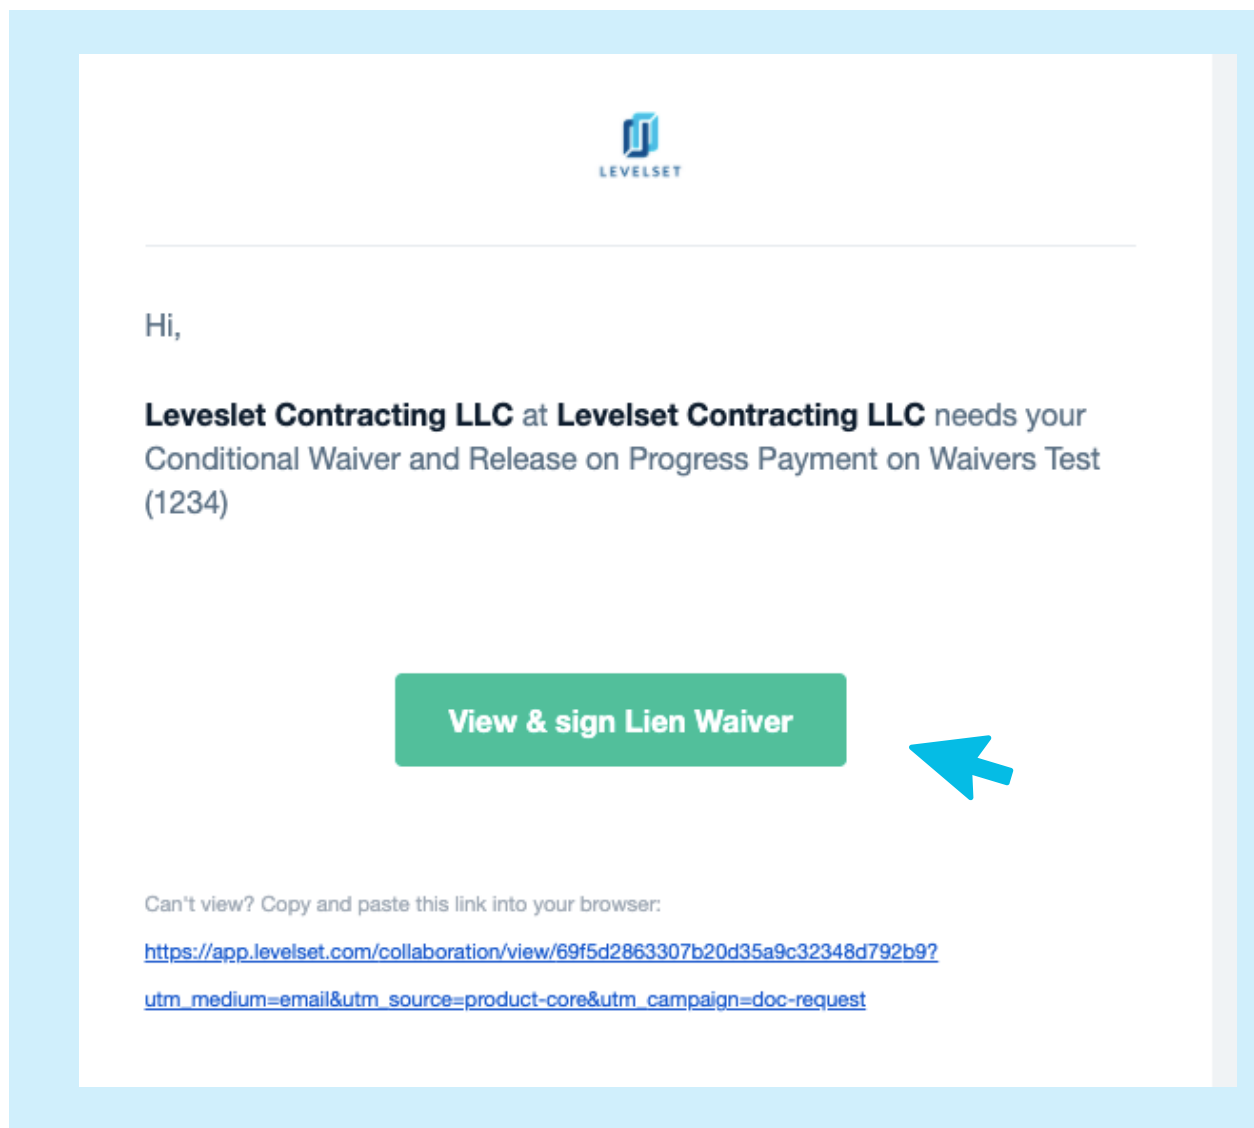 LEVELSET
Hi,
Leveslet Contracting LLC at Levelset Contracting LLC needs your
Conditional Waiver and Release on Progress Payment on Waivers Test
(1234)
View & sign Lien Waiver
Can't view? Copy and paste this link into your browser:
https://app.levelset.com/collaboration/view/69f5d2863307b20d35a9c32348d792b9?
utm_medium=email&utm_source=product-core&utm_campaign=doc-request